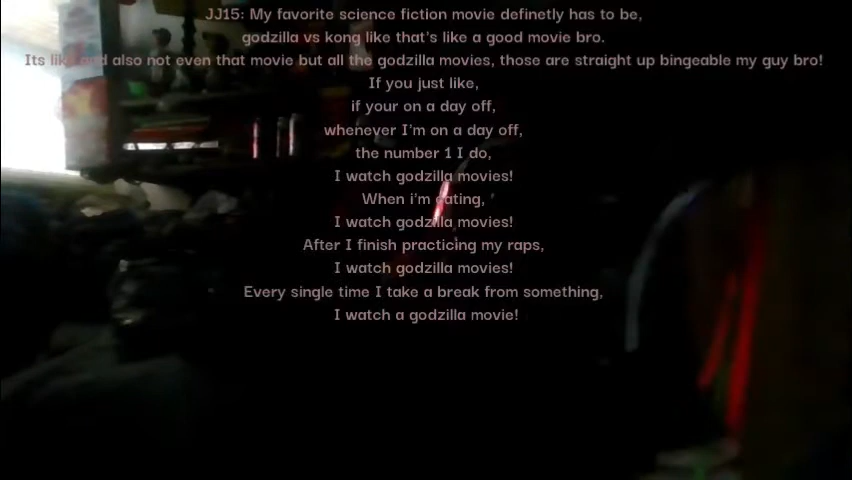 JJ15: My favorite science fiction movie definetly has to be,
godzilla vs kong like that's like a good movie bro.
Its like and also not even that movie but all the godzilla movies, those are straight up bingeable my guy bro!
If you just like,
if your on a day off,
whenever I'm on a day off,
the number 1 I do,
I watch godzilla movies!
When i'm eating,
I watch godzilla movies!
After I finish practicing my raps,
I watch godzilla movies!
Every single time I take a break from something,
I watch a godzilla movie!